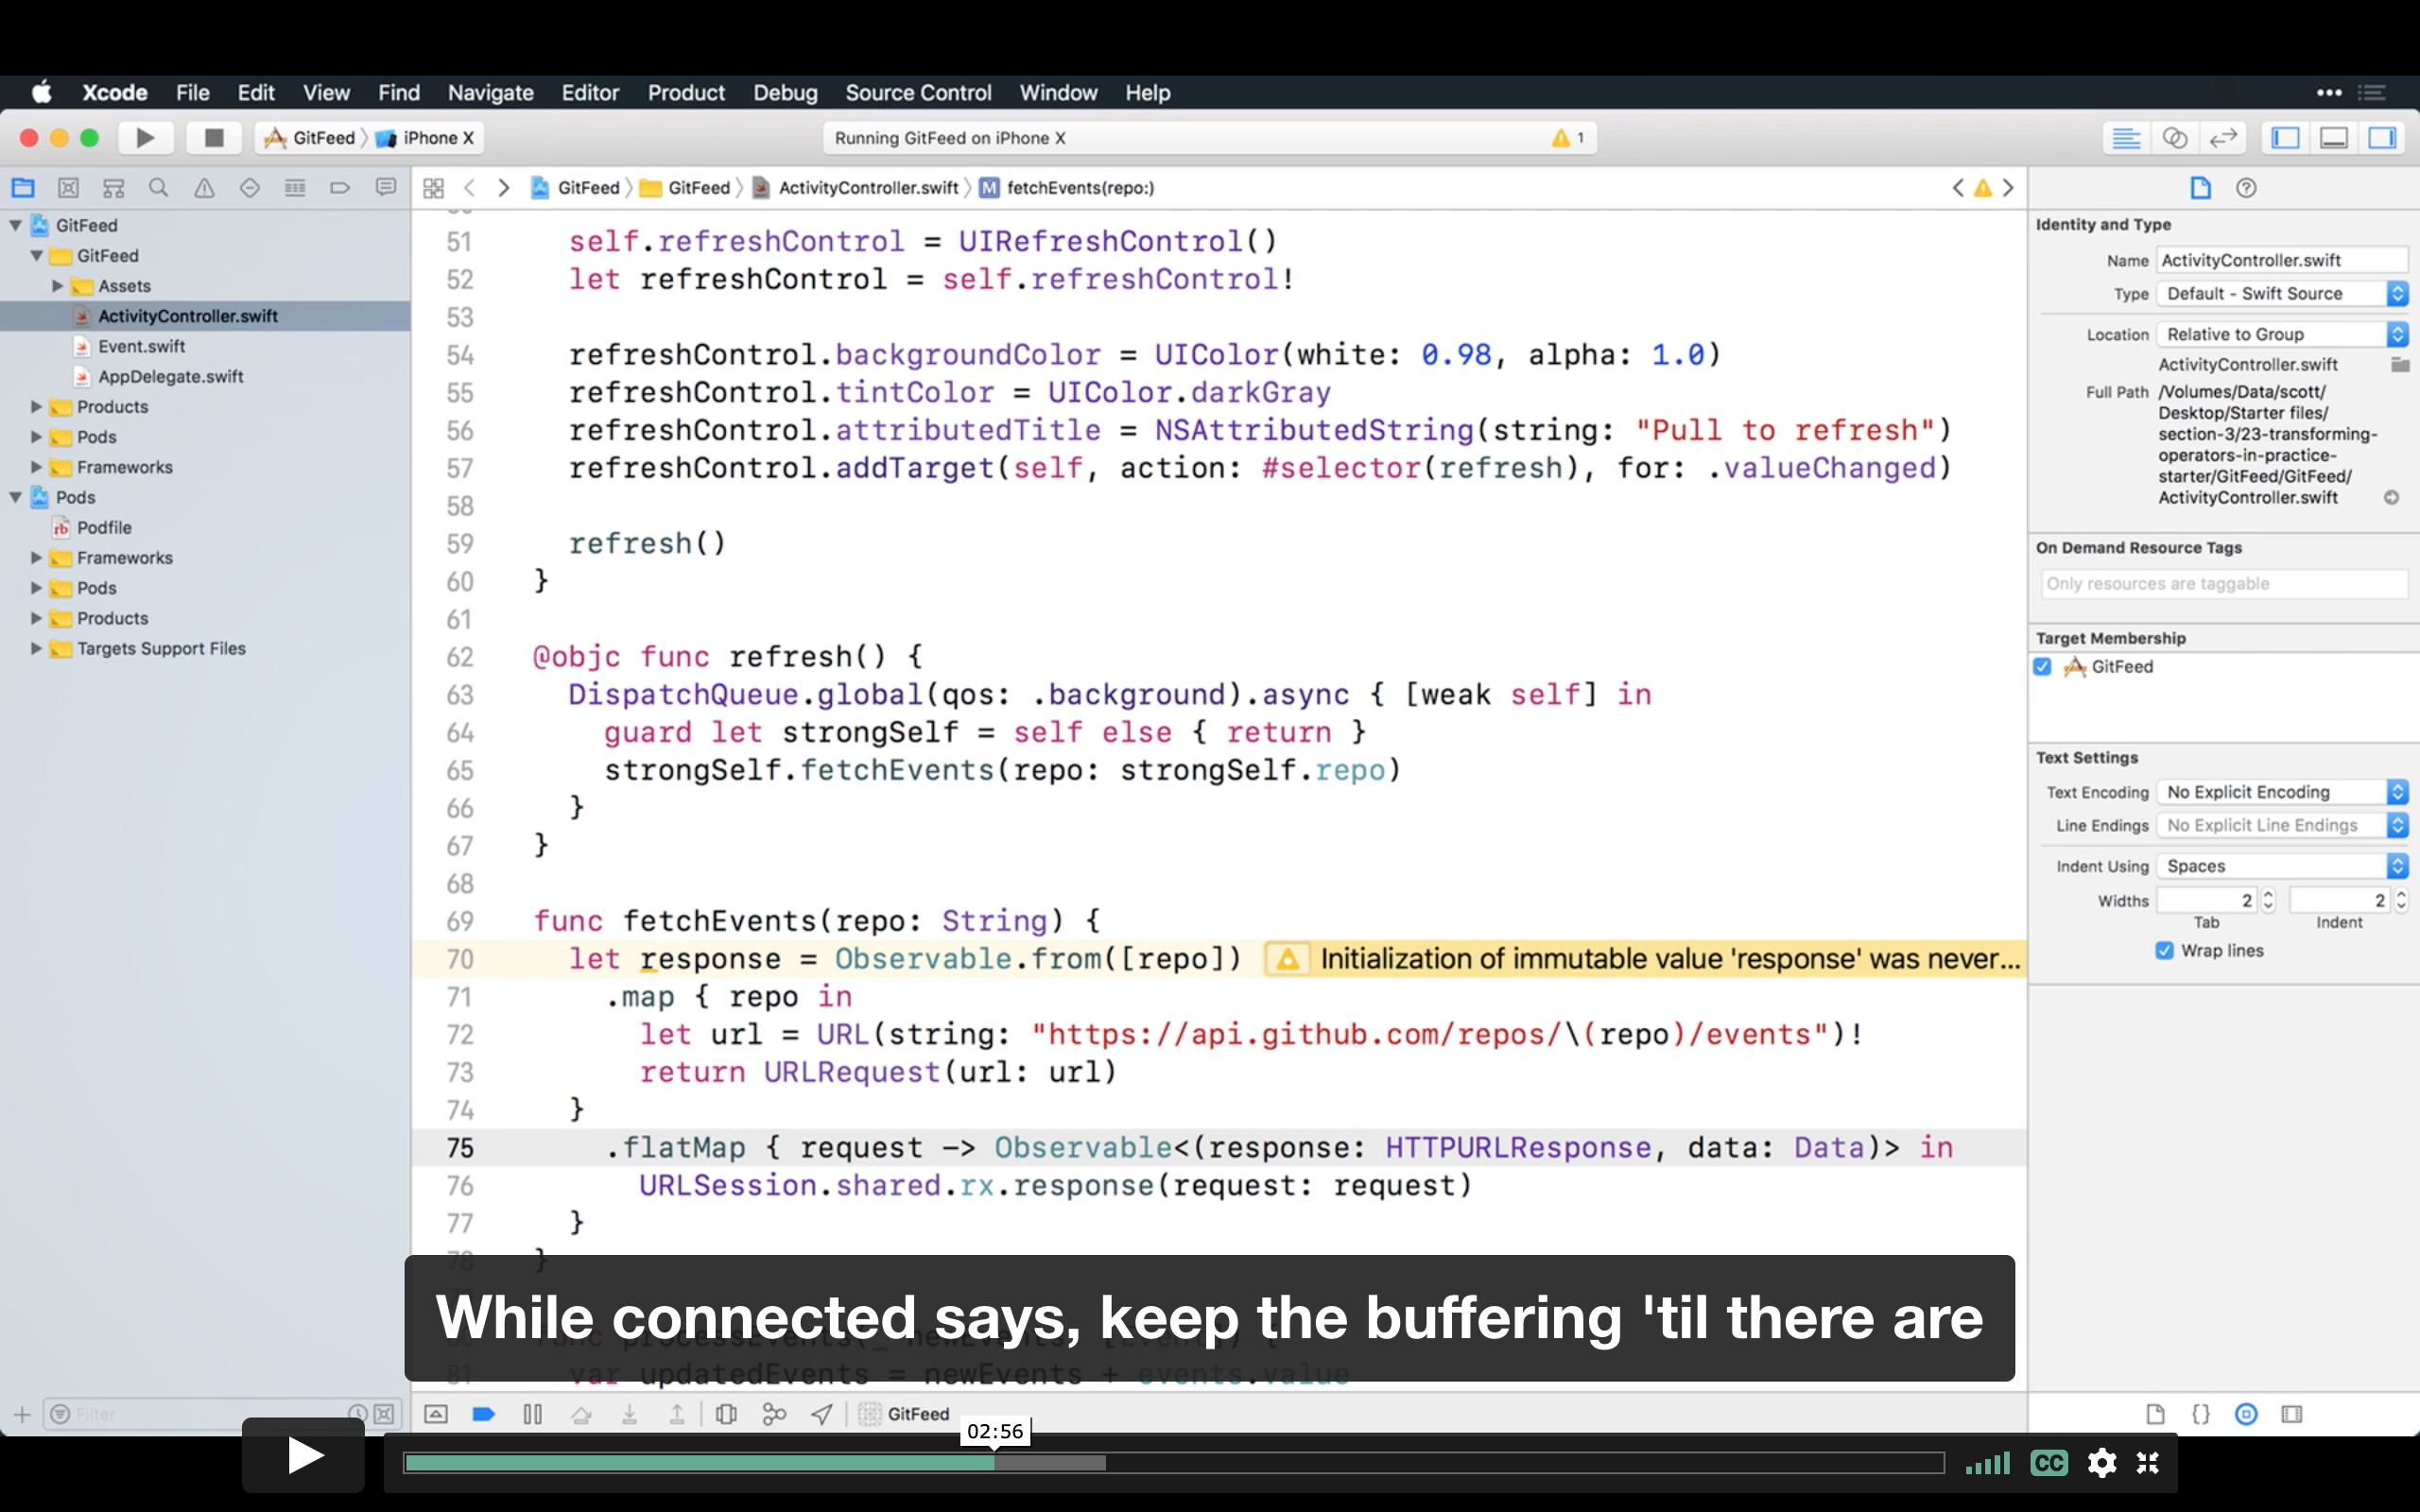 Xcode File Edit View Find Navigate Editor Product Debug Source Control Window Help
GitFeed iPhone X
Running GitFeed on iPhone X 1
GitFeed GitFeed ActivityController.swift M fetchEvents(repo:)
GitFeed
GitFeed
Assets
ActivityController.swift
Event.swift
AppDelegate.swift
Products
Pods
Frameworks
Pods
Podfile
Frameworks
Pods
Products
Targets Support Files
Filter
51 self.refreshControl = UIRefreshControl()
52 let refreshControl = self.refreshControl!
53
54 refreshControl.backgroundColor = UIColor(white: 0.98, alpha: 1.0)
55 refreshControl.tintColor = UIColor.darkGray
56 refreshControl.attributedTitle = NSAttributedString(string: "Pull to refresh")
57 refreshControl.addTarget(self, action: #selector(refresh), for: .valueChanged)
58
59 refresh()
60 }
61
62 @objc func refresh() {
63 DispatchQueue.global(qos: .background).async { [weak self] in
64 guard let strongSelf = self else { return }
65 strongSelf.fetchEvents(repo: strongSelf.repo)
66 }
67 }
68
69 func fetchEvents(repo: String) {
70 let response = Observable.from([repo]) Initialization of immutable value 'response' was never...
71 .map { repo in
72 let url = URL(string: "https://api.github.com/repos/\(repo)/events")!
73 return URLRequest(url: url)
74 }
75 .flatMap { request -> Observable<(response: HTTPURLResponse, data: Data)> in
76 URLSession.shared.rx.response(request: request)
77 }
78 }
While connected says, keep the buffering 'til there are
81 var updatedEvents = newEvents + events.value
GitFeed
02:56
CC
Identity and Type
Name ActivityController.swift
Type Default - Swift Source
Location Relative to Group
ActivityController.swift
Full Path /Volumes/Data/scott/
Desktop/Starter files/
section-3/23-transforming-
operators-in-practice-
starter/GitFeed/GitFeed/
ActivityController.swift
On Demand Resource Tags
Only resources are taggable
Target Membership
GitFeed
Text Settings
Text Encoding No Explicit Encoding
Line Endings No Explicit Line Endings
Indent Using Spaces
Widths 2 2
Tab Indent
Wrap lines